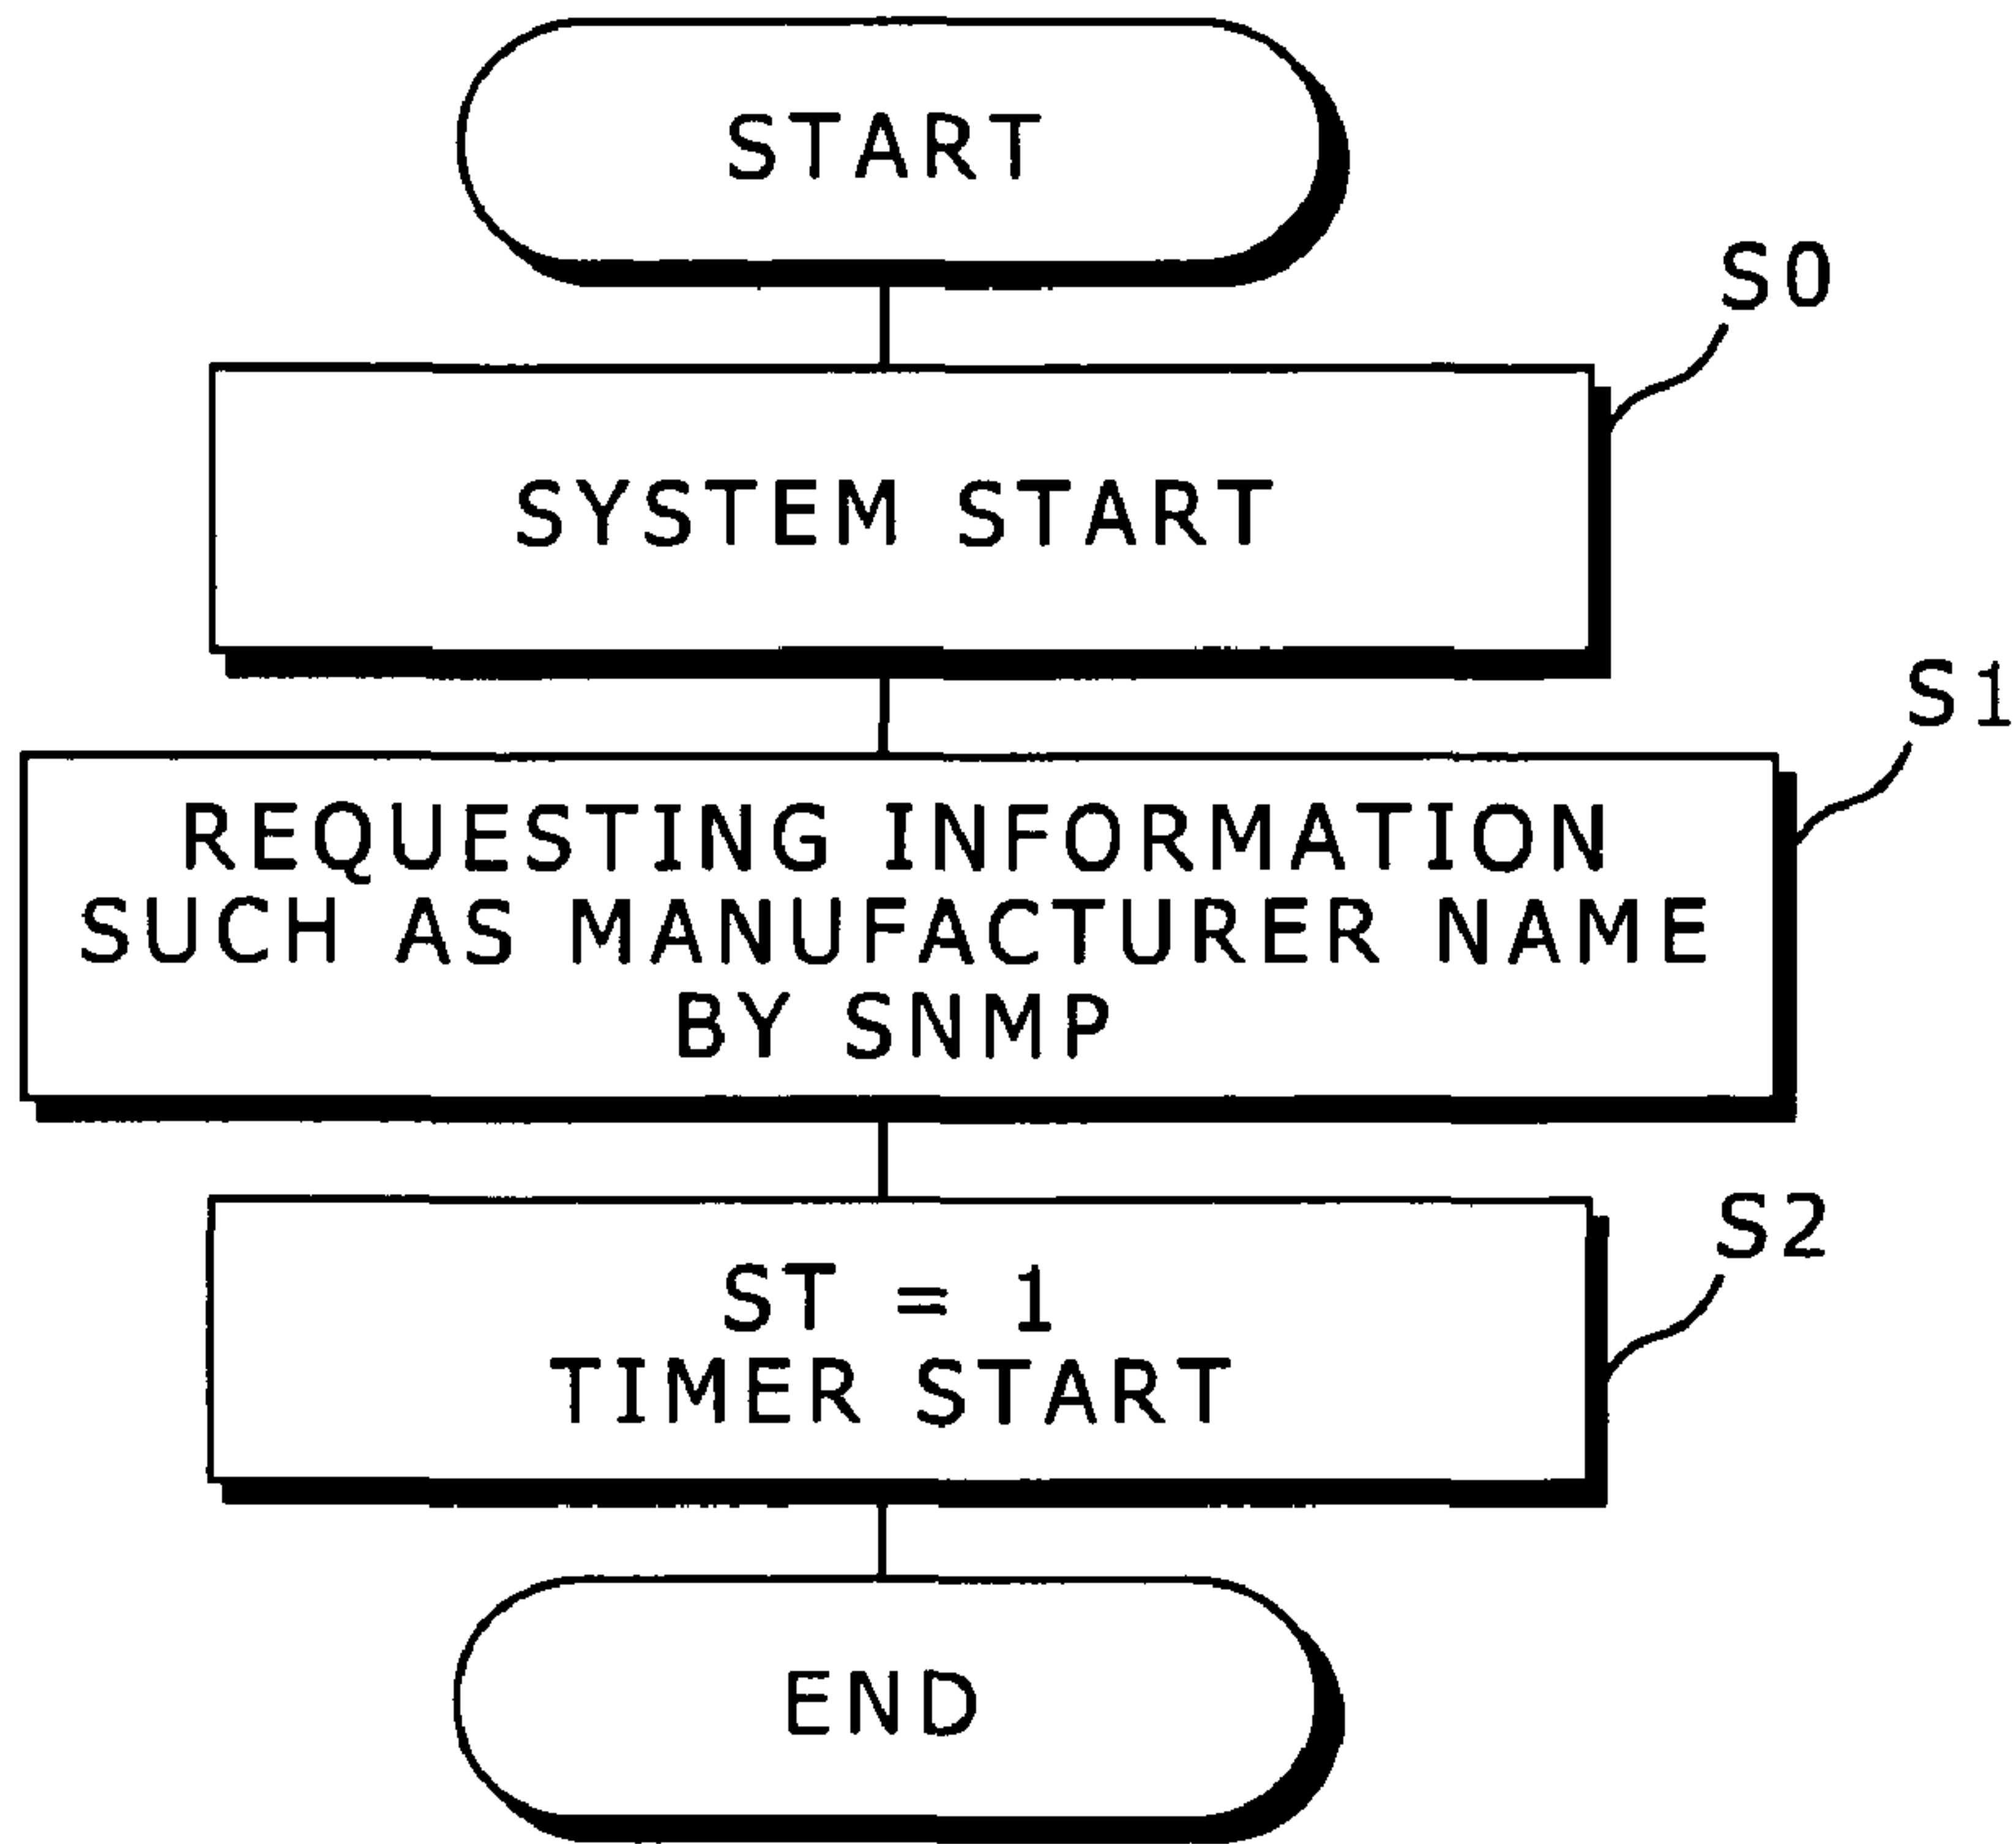 START
S0
SYSTEM START
S1
REQUESTING INFORMATION
SUCH AS MANUFACTURER NAME
BY SNMP
S2
ST = 1
TIMER START
END